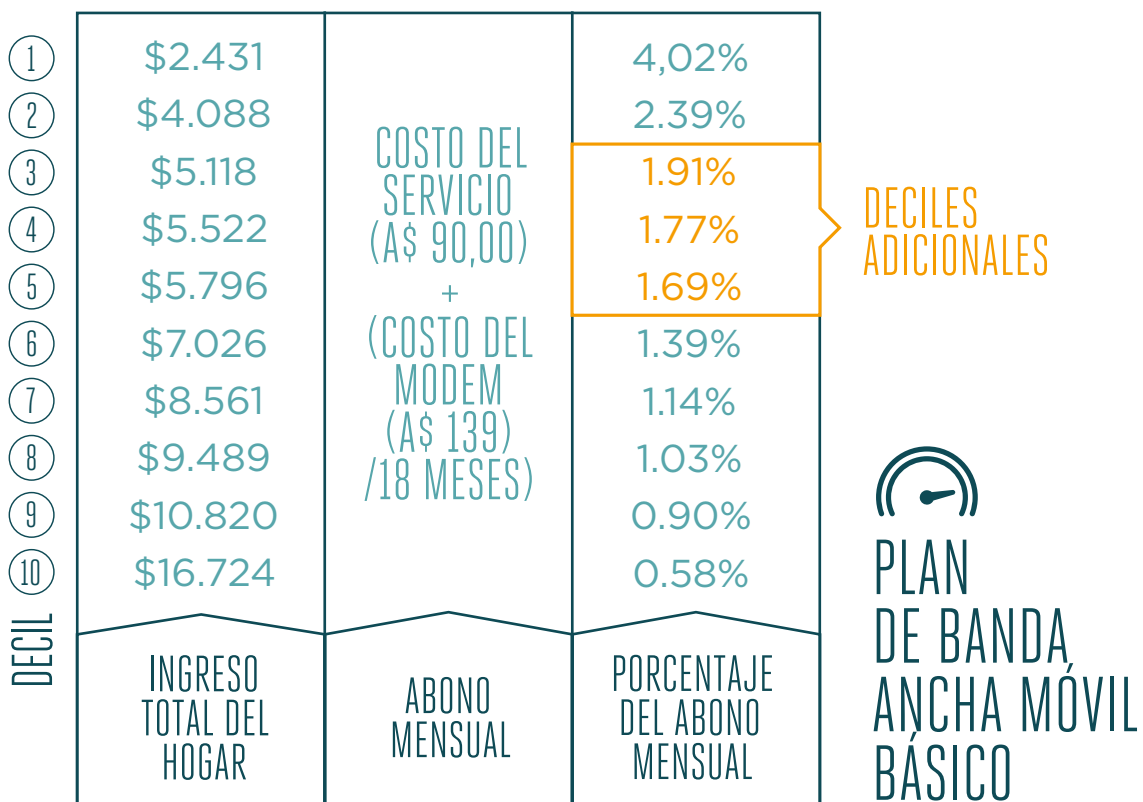 1 $2.431 4,02%
2 $4.088 2.39%
3 $5.118 1.91%
4 $5.522 1.77%
5 $5.796 1.69%
6 $7.026 1.39%
7 $8.561 1.14%
8 $9.489 1.03%
9 $10.820 0.90%
10 $16.724 0.58%
COSTO DEL
SERVICIO
(A$ 90,00)
+
(COSTO DEL
MODEM
(A$ 139)
/18 MESES)
DECILES
ADICIONALES
DECIL
INGRESO
TOTAL DEL
HOGAR
ABONO
MENSUAL
PORCENTAJE
DEL ABONO
MENSUAL
PLAN
DE BANDA
ANCHA MÓVIL
BÁSICO